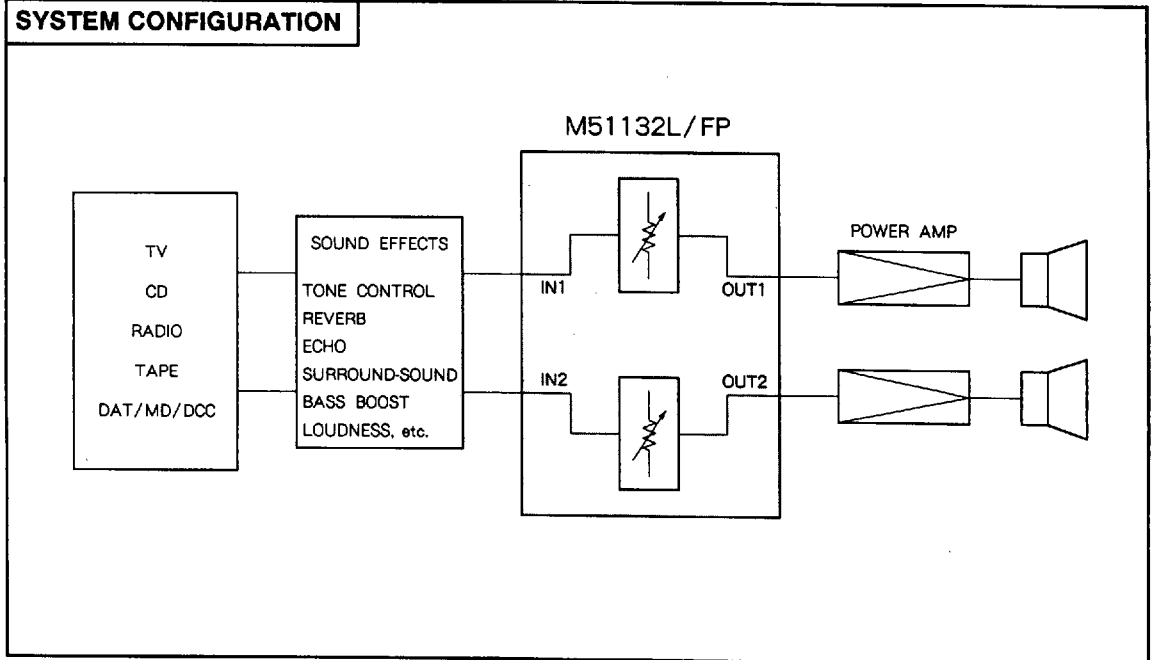 SYSTEM CONFIGURATION
M51132L/FP
TV
CD
RADIO
TAPE
DAT/MD/DCC
SOUND EFFECTS
TONE CONTROL
REVERB
ECHO
SURROUND-SOUND
BASS BOOST
LOUDNESS, etc.
IN1
OUT1
IN2
OUT2
POWER AMP